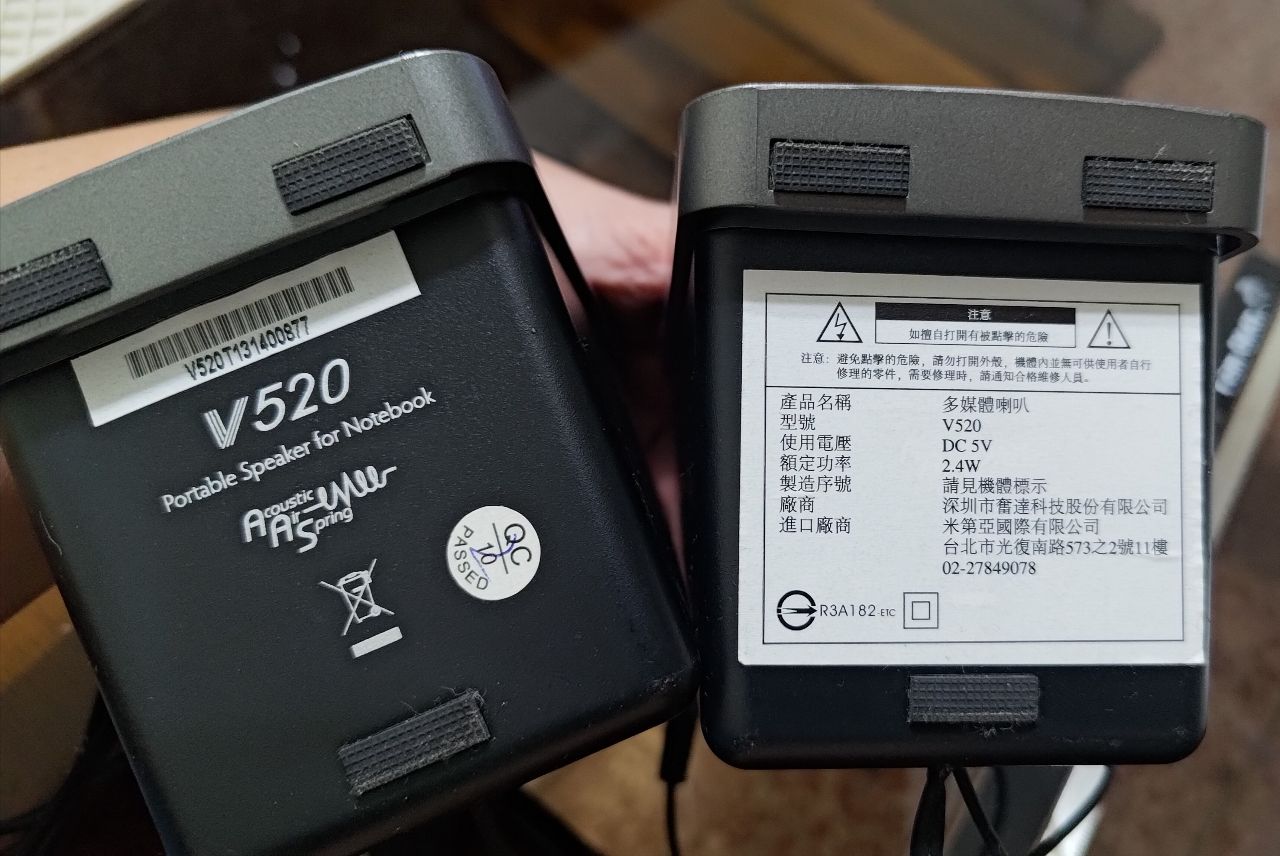 V520T131400877
V520
Portable Speaker for Notebook
Acoustic
Air
Spring
QC
10
PASSED
注意
如擅自打開有被點擊的危險
注意: 避免點擊的危險，請勿打開外殼，機體內並無可供使用者自行
修理的零件，需要修理時，請通知合格維修人員。
產品名稱 多媒體喇叭
型號 V520
使用電壓 DC 5V
額定功率 2.4W
製造序號 請見機體標示
廠商 深圳市奮達科技股份有限公司
進口廠商 米第亞國際有限公司
台北市光復南路573之2號11樓
02-27849078
R3A182-ETC